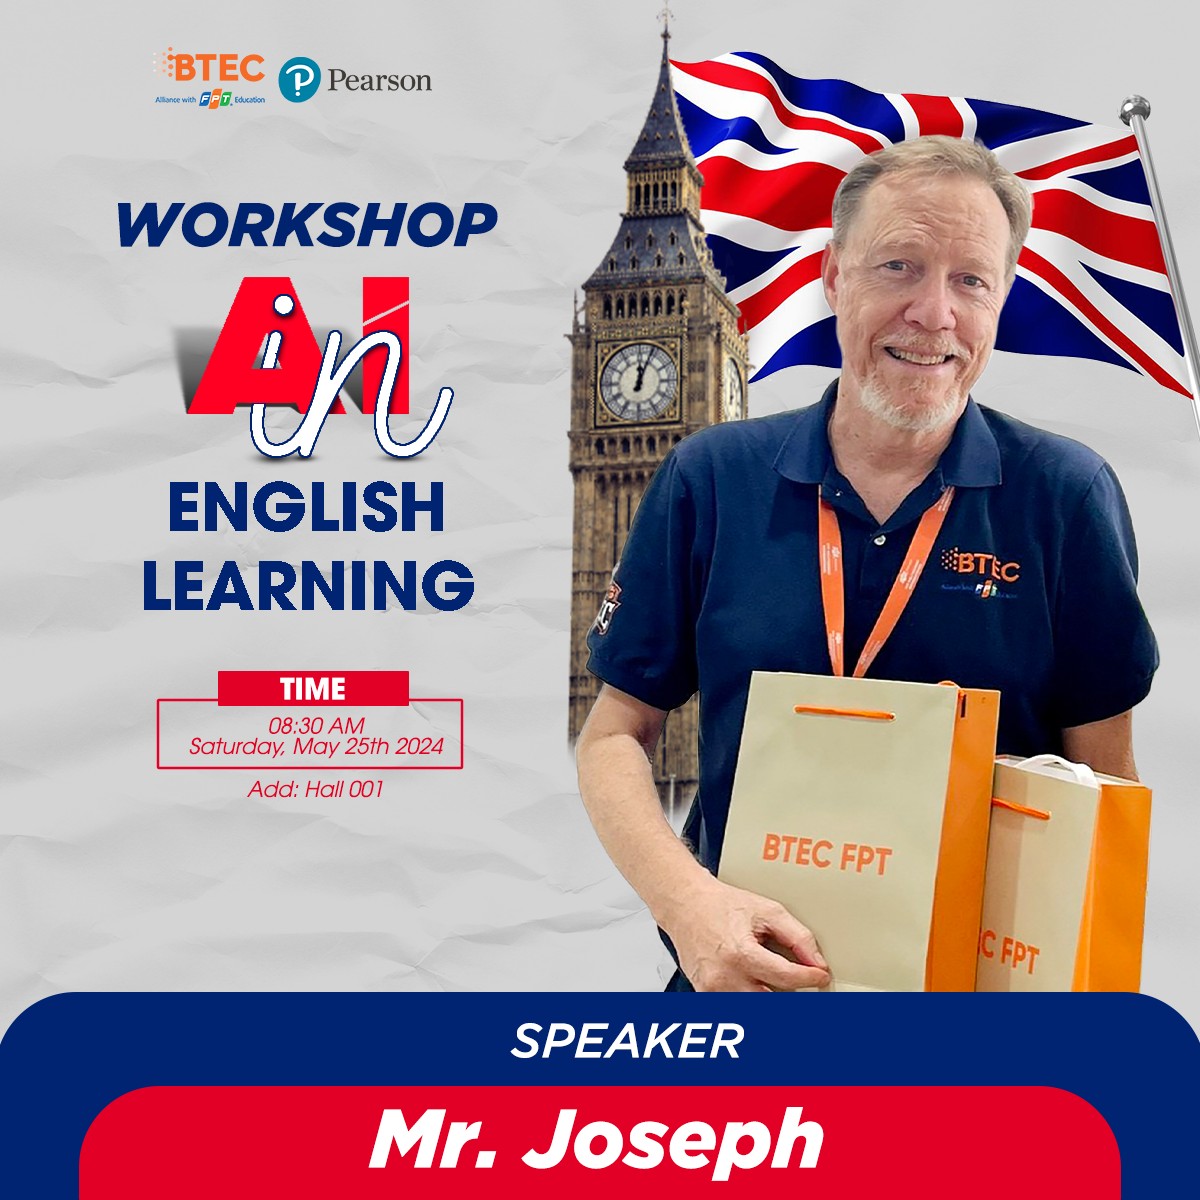 BTEC
Alliance with FPT Education
Pearson
WORKSHOP
AI
in
ENGLISH
LEARNING
TIME
08:30 AM
Saturday, May 25th 2024
Add: Hall 001
BTEC
FPT
BTEC FPT
C FPT
SPEAKER
Mr. Joseph